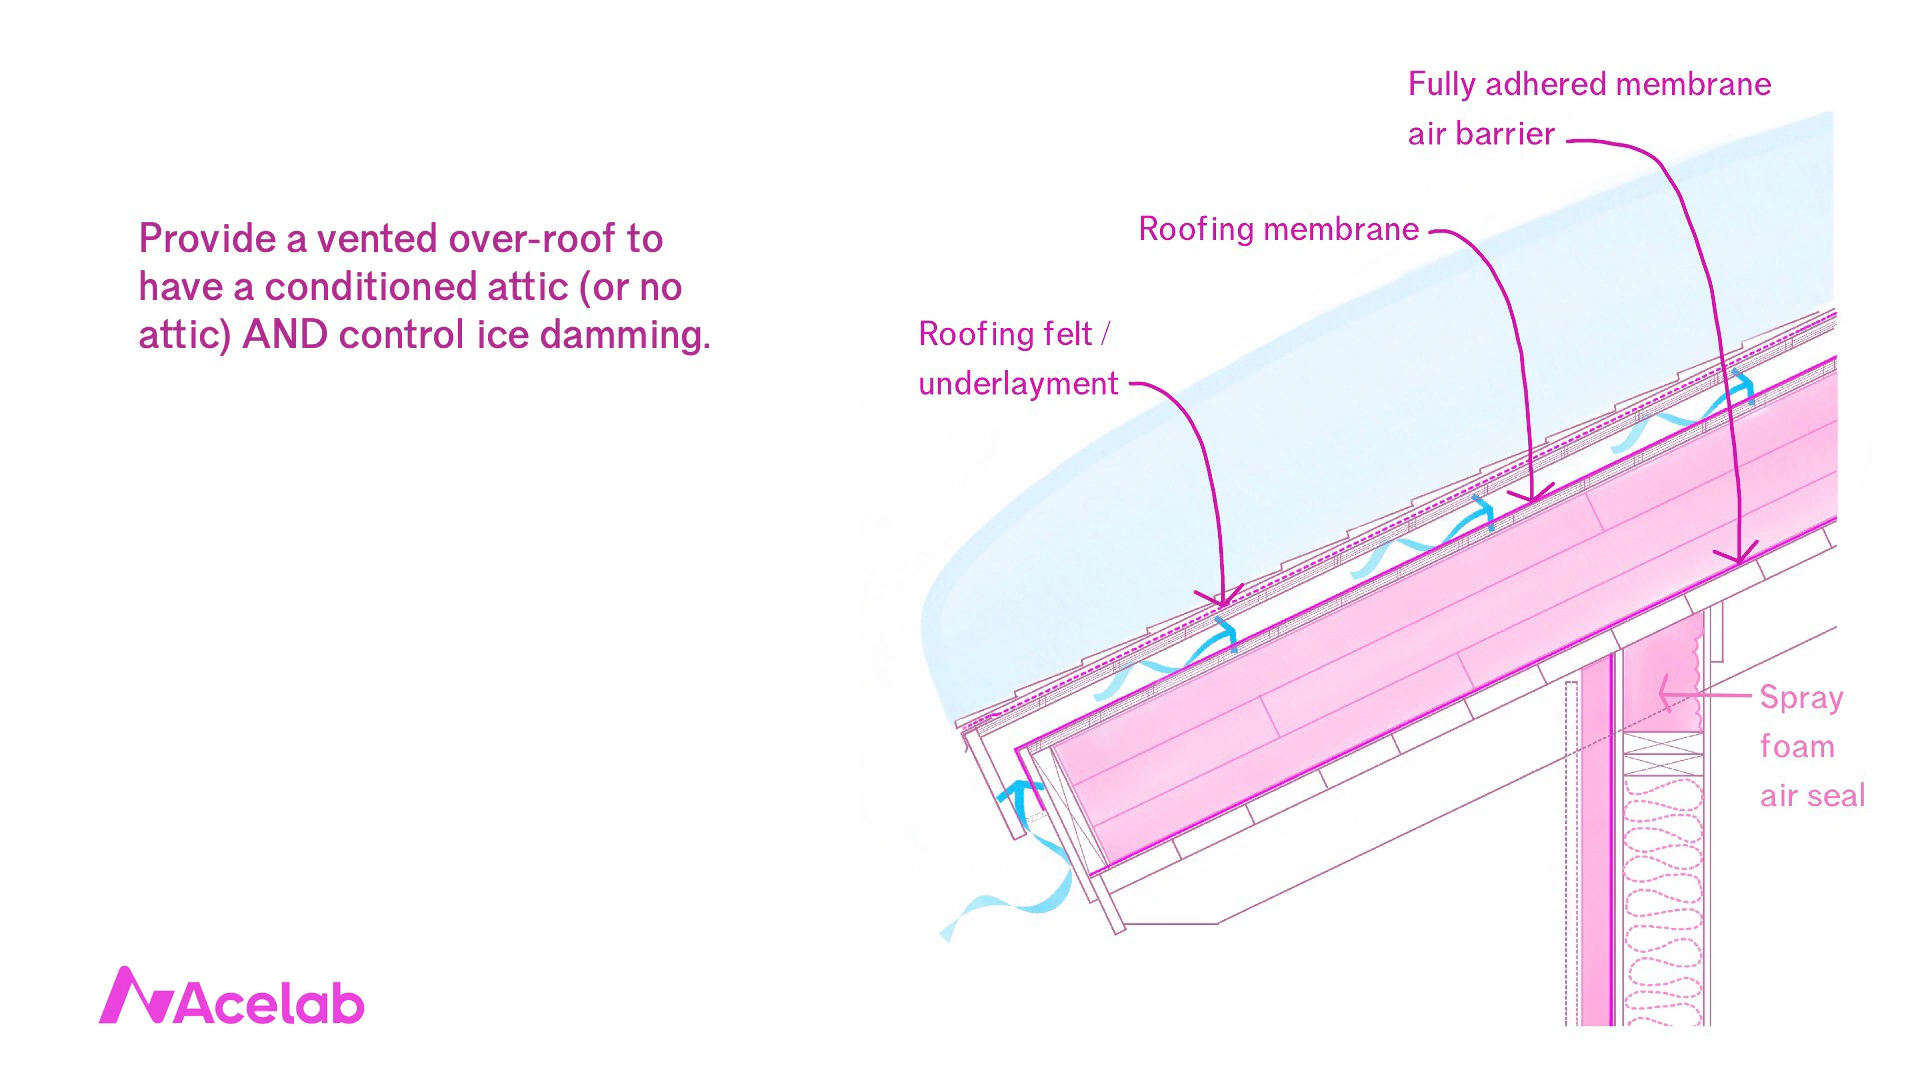 Provide a vented over-roof to
have a conditioned attic (or no
attic) AND control ice damming.
Fully adhered membrane
air barrier
Roofing membrane
Roofing felt /
underlayment
Spray
foam
air seal
Acelab